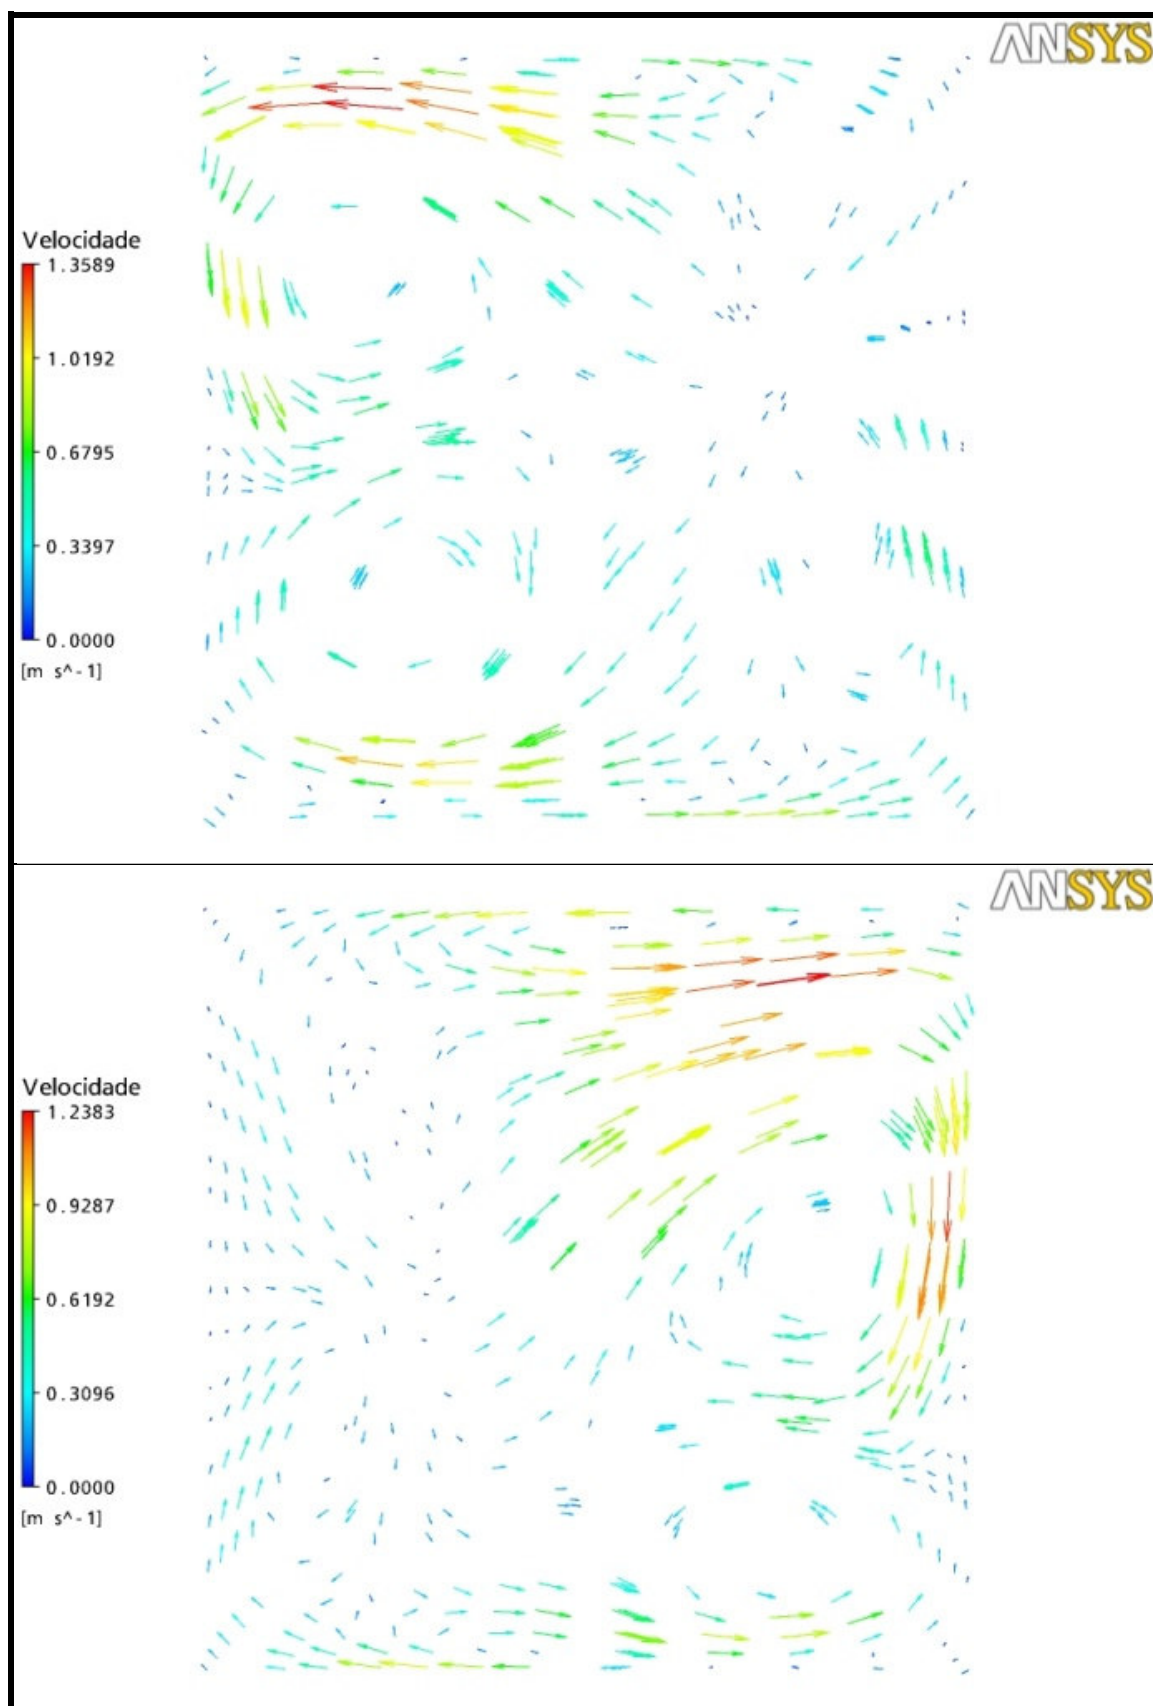 ANSYS
Velocidade
1.3589
1.0192
0.6795
0.3397
0.0000
[m s^-1]
ANSYS
Velocidade
1.2383
0.9287
0.6192
0.3096
0.0000
[m s^-1]